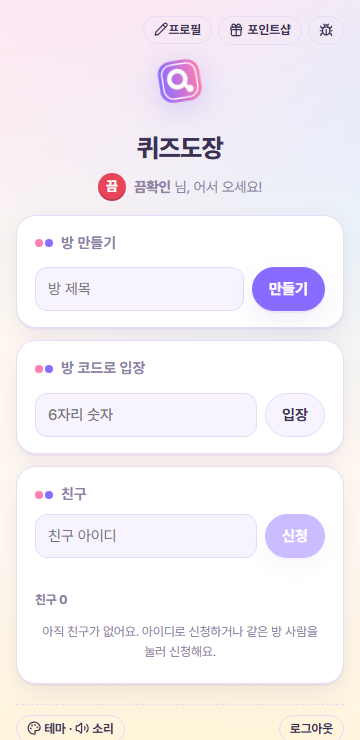 프로필
포인트샵
퀴즈도장
끔
끔확인 님, 어서 오세요!
방 만들기
방 제목
만들기
방 코드로 입장
6자리 숫자
입장
친구
친구 아이디
신청
친구 0
아직 친구가 없어요. 아이디로 신청하거나 같은 방 사람을
눌러 신청해요.
테마 · 소리
로그아웃